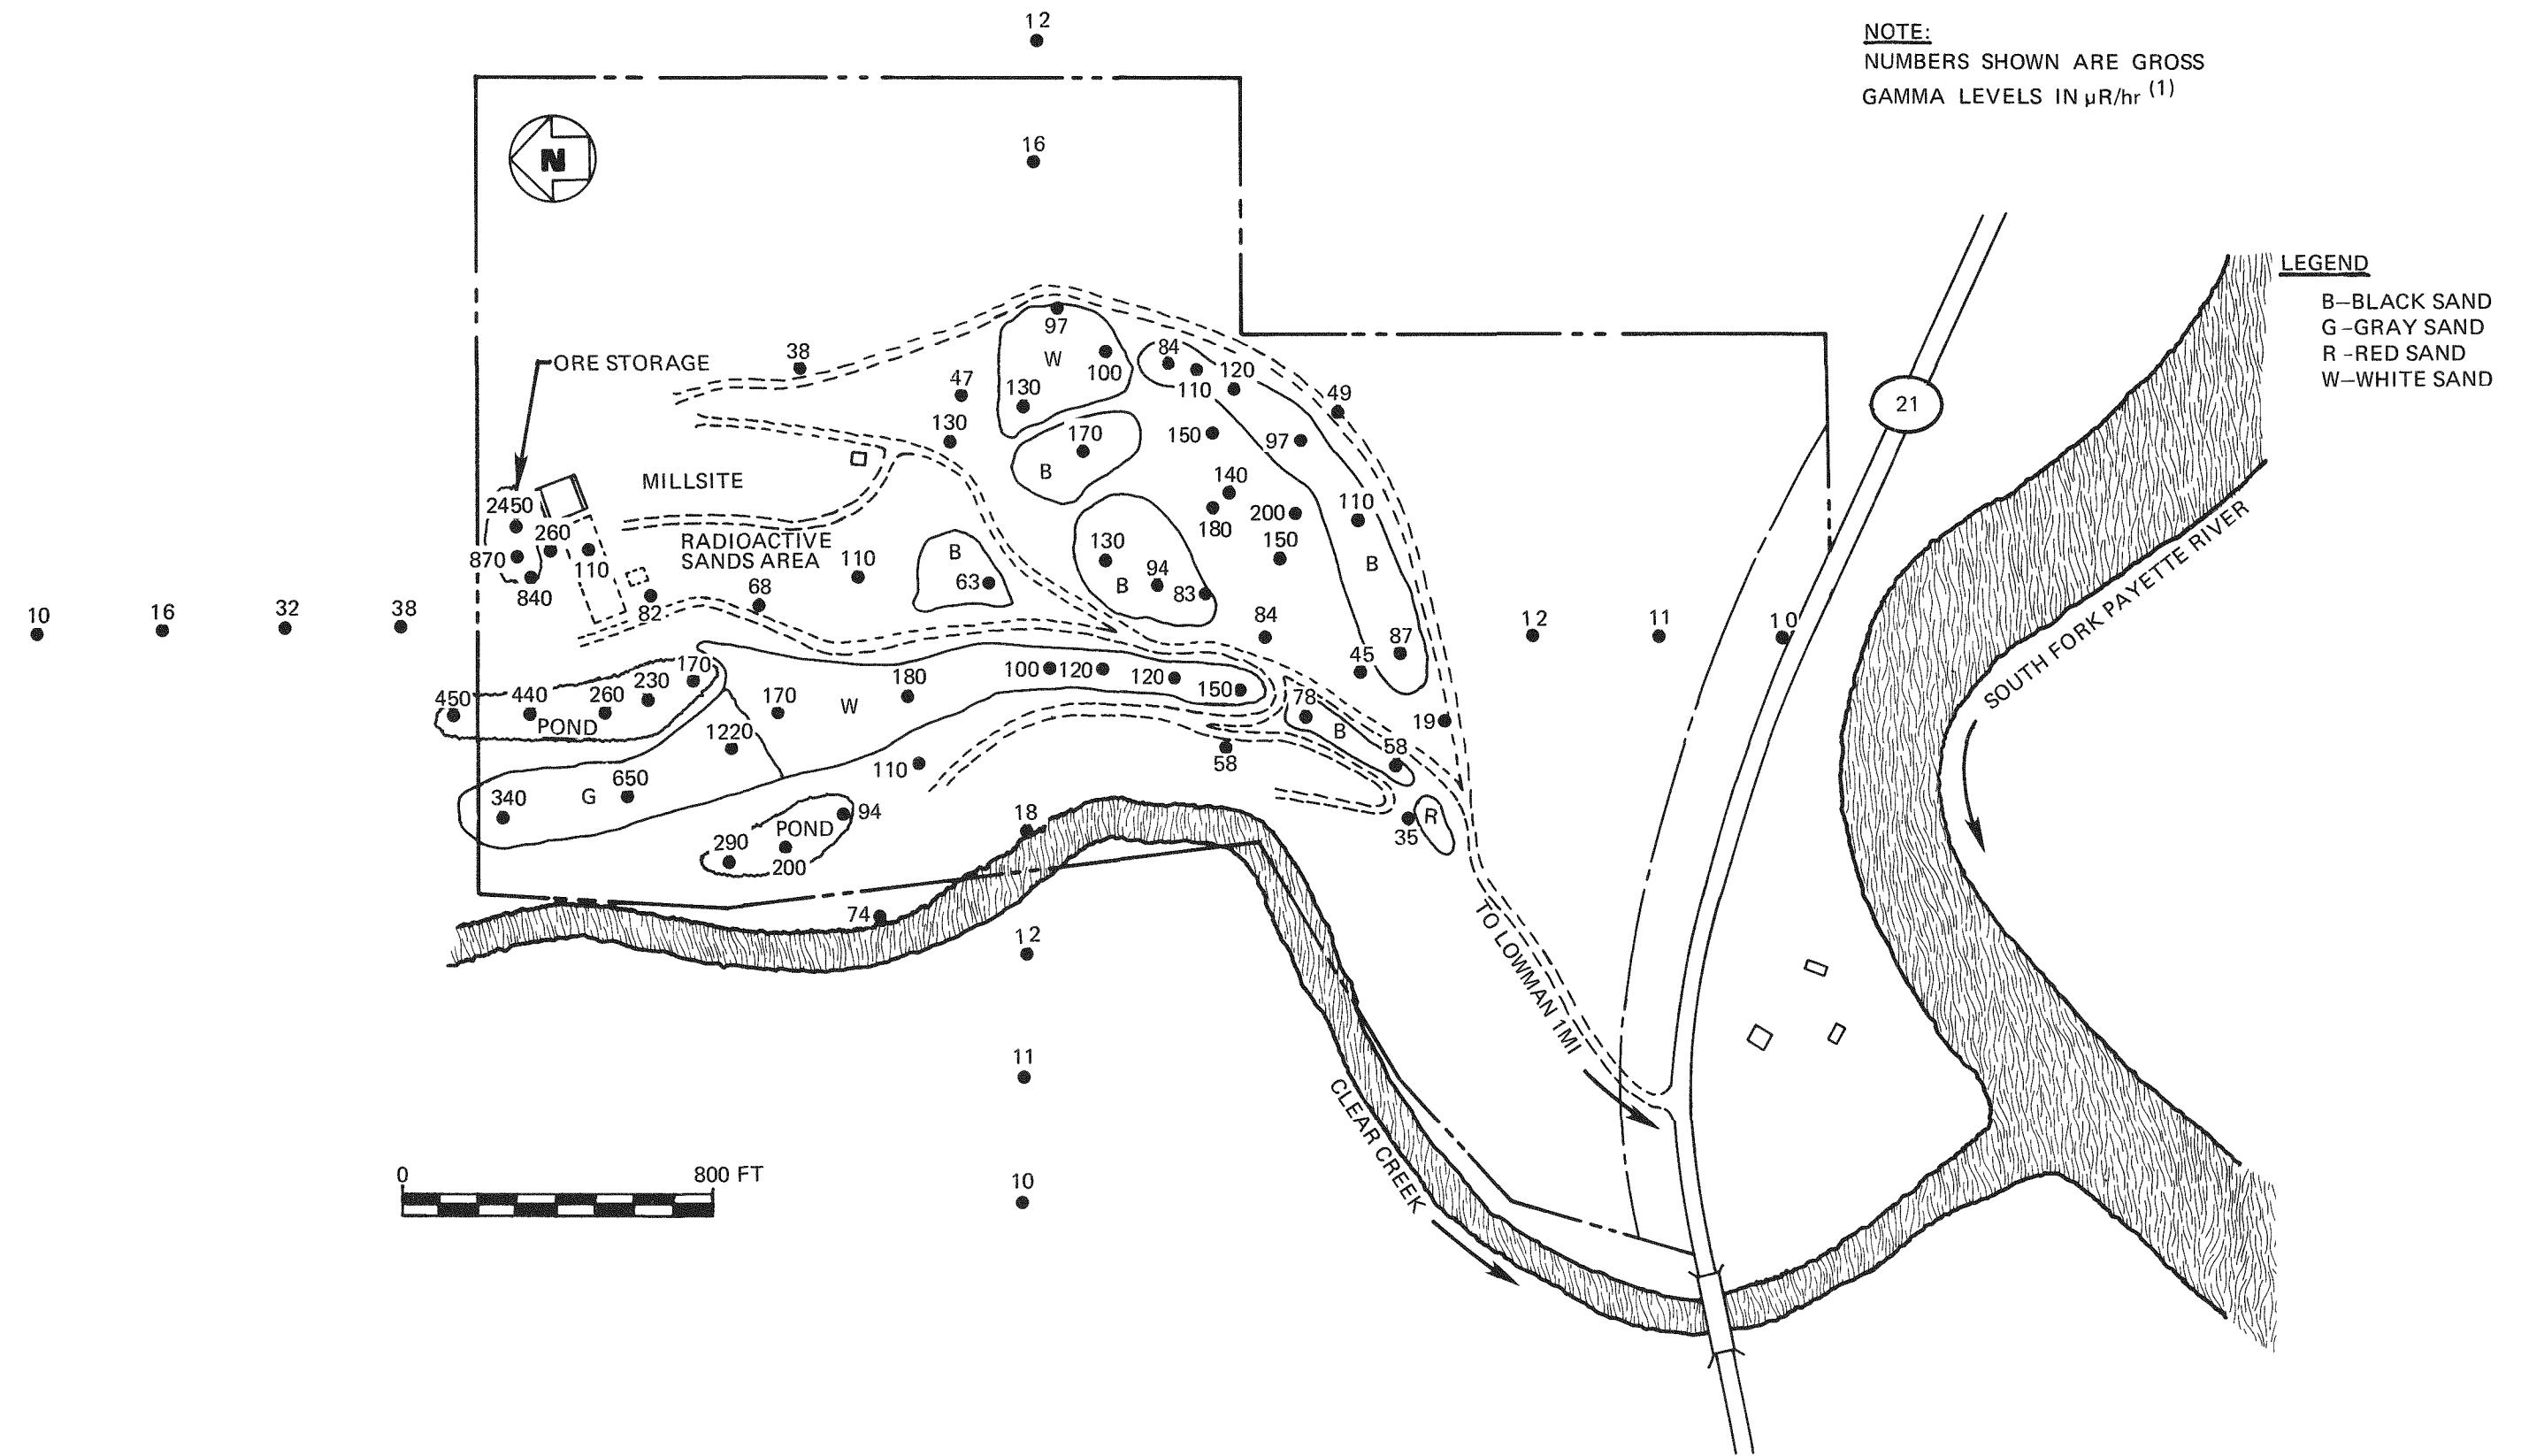 12
NOTE:
NUMBERS SHOWN ARE GROSS
GAMMA LEVELS IN µR/hr (1)
N
16
LEGEND
B—BLACK SAND
G-GRAY SAND
R-RED SAND
W—WHITE SAND
ORE STORAGE
38
97
W
100
130
84
110
120
49
47
130
170
B
150
97
21
MILLSITE
2450
260
870
110
840
RADIOACTIVE
SANDS AREA
110
B
63
140
180
200
150
110
B
130
94
B
83
82
68
84
87
45
10
16
32
38
12
11
10
SOUTH FORK PAYETTE RIVER
450
440
260
230
170
POND
170
W
180
100
120
120
150
78
B
58
19
1220
110
58
340
G
650
POND
94
290
200
18
R
35
74
12
TO LOWMAN 1MI
11
CLEAR CREEK
10
0
800 FT